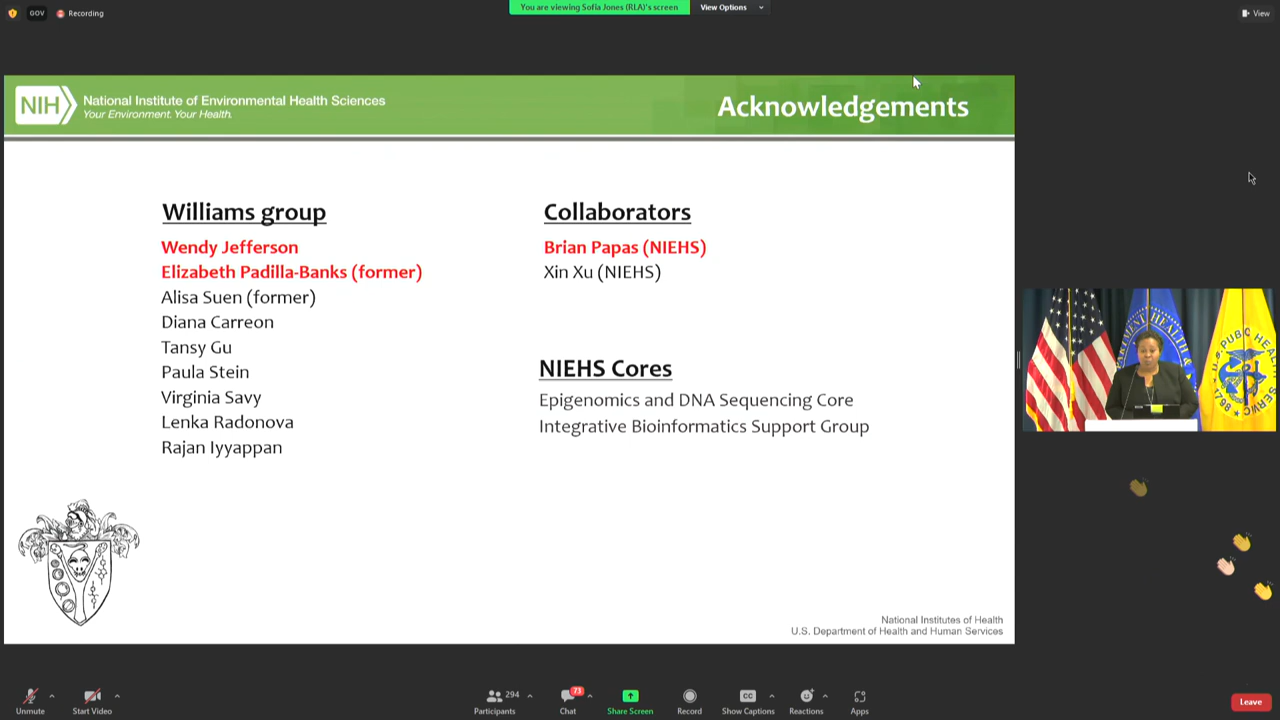 GOV
Recording
You are viewing Sofia Jones (RLA)'s screen
View Options
View
NIH
National Institute of Environmental Health Sciences
Your Environment. Your Health.
Acknowledgements
Williams group
Wendy Jefferson
Elizabeth Padilla-Banks (former)
Alisa Suen (former)
Diana Carreon
Tansy Gu
Paula Stein
Virginia Savy
Lenka Radonova
Rajan Iyyappan
Collaborators
Brian Papas (NIEHS)
Xin Xu (NIEHS)
NIEHS Cores
Epigenomics and DNA Sequencing Core
Integrative Bioinformatics Support Group
National Institutes of Health
U.S. Department of Health and Human Services
Unmute
Start Video
294
Participants
73
Chat
Share Screen
Record
CC
Show Captions
Reactions
Apps
Leave